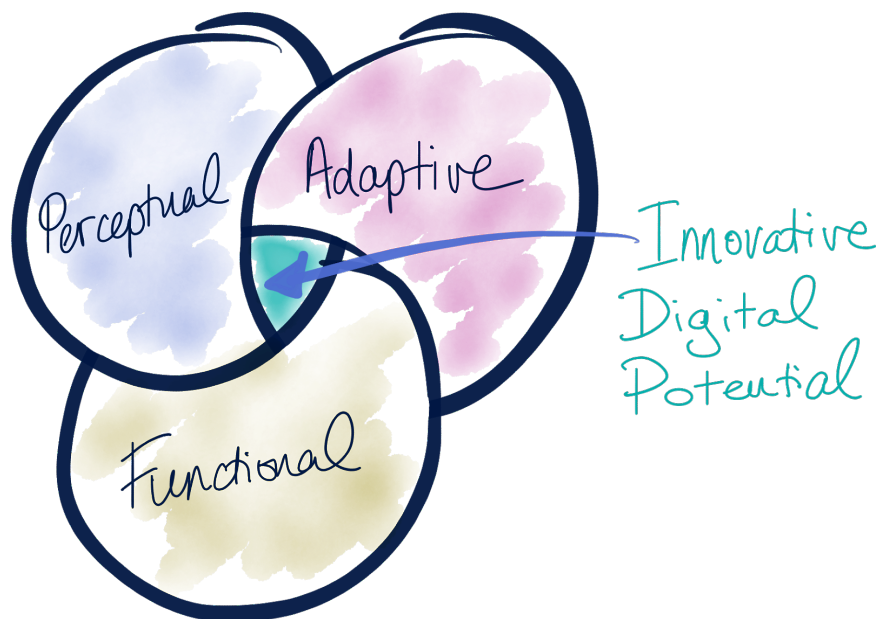 Perceptual
Adaptive
Functional
Innovative
Digital
Potential